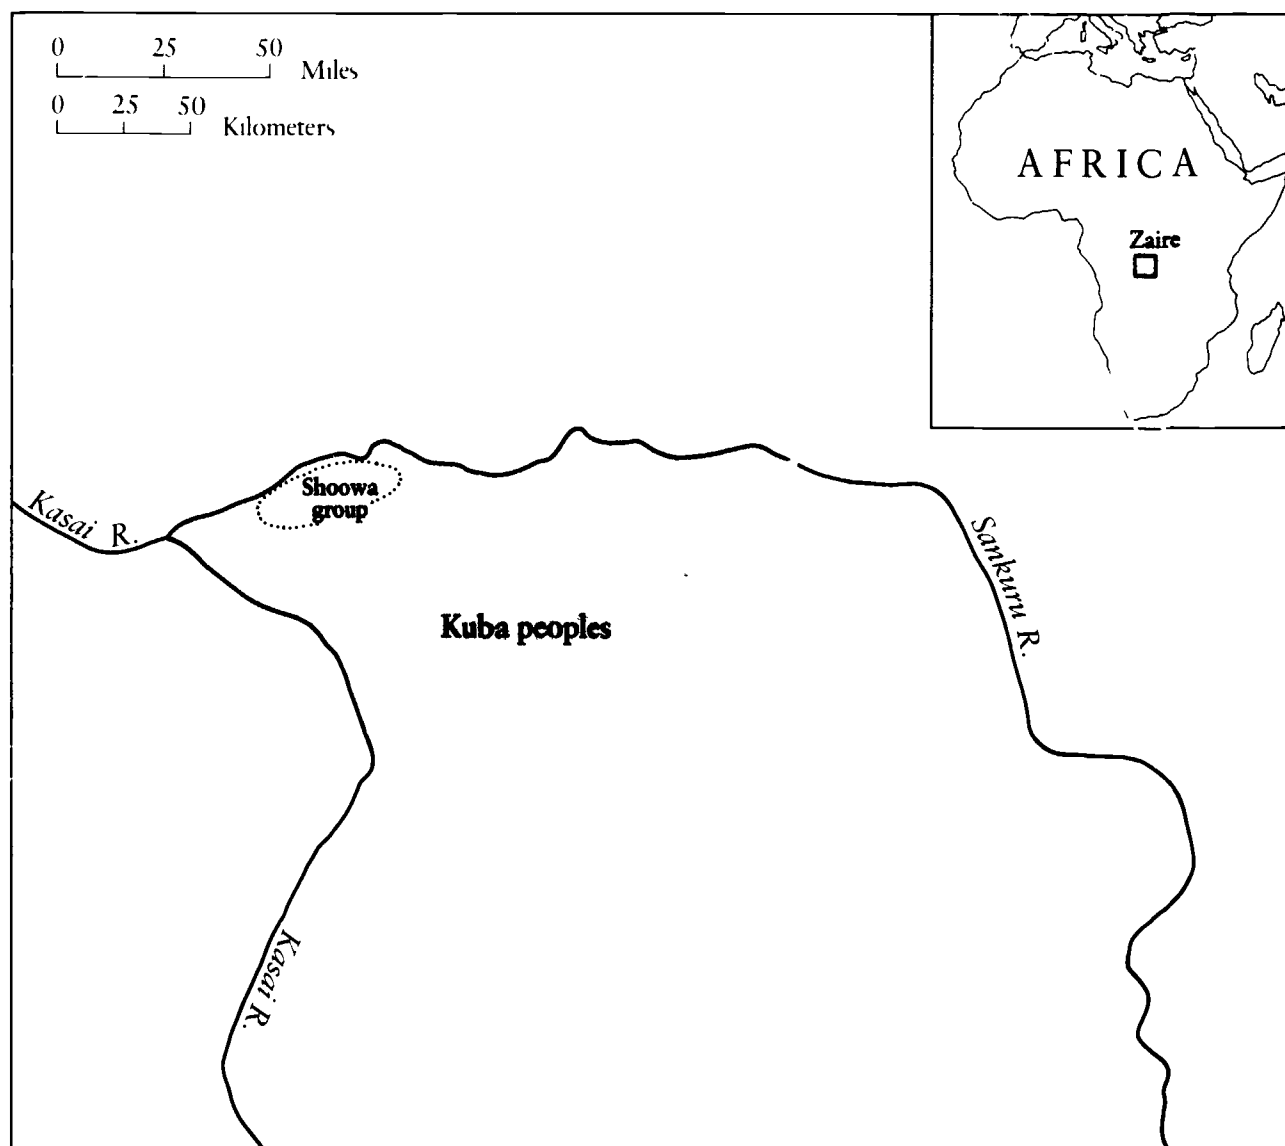 0 25 50 Miles
0 25 50 Kilometers
AFRICA
Zaire
Shoowa
group
Kasai R.
Sankuru R.
Kuba peoples
Kasai R.